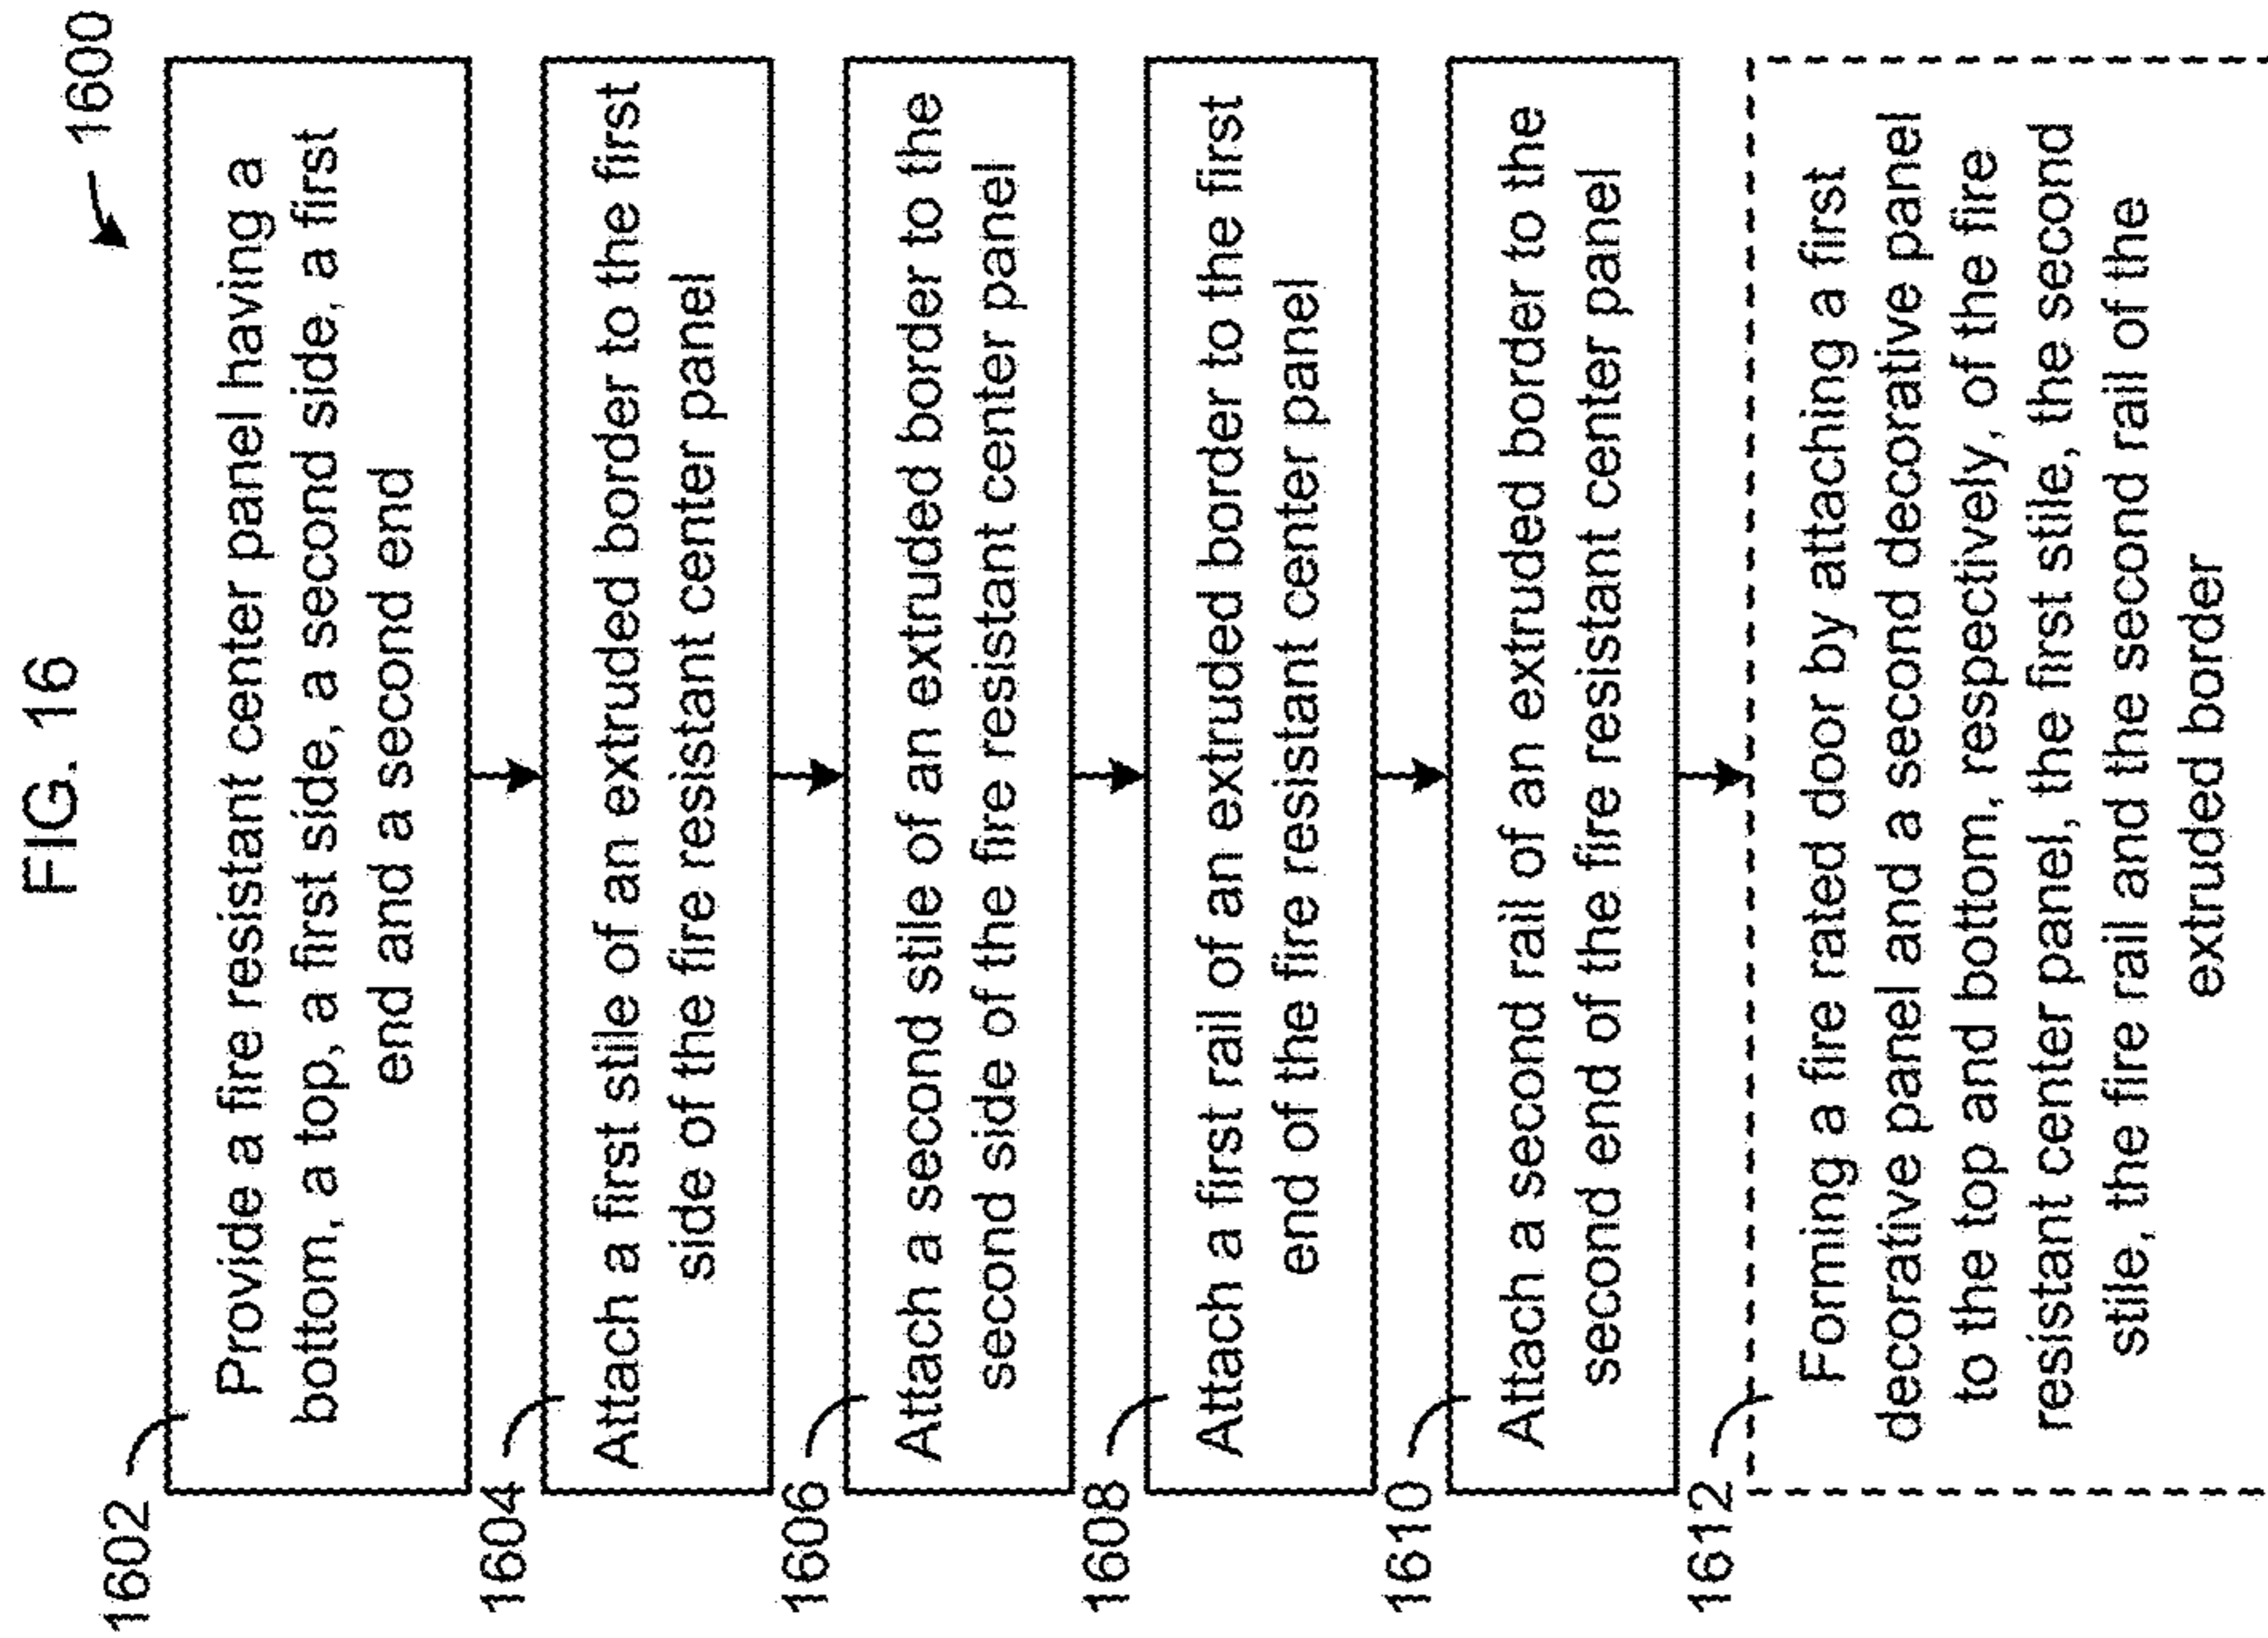 FIG. 16
1600
1602
Provide a fire resistant center panel having a
bottom, a top, a first side, a second side, a first
end and a second end
1604
Attach a first stile of an extruded border to the first
side of the fire resistant center panel
1606
Attach a second stile of an extruded border to the
second side of the fire resistant center panel
1608
Attach a first rail of an extruded border to the first
end of the fire resistant center panel
1610
Attach a second rail of an extruded border to the
second end of the fire resistant center panel
1612
Forming a fire rated door by attaching a first
decorative panel and a second decorative panel
to the top and bottom, respectively, of the fire
resistant center panel, the first stile, the second
stile, the fire rail and the second rail of the
extruded border